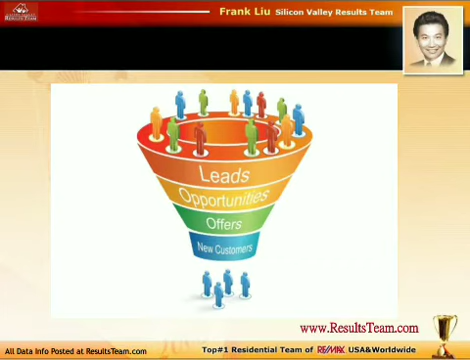 Frank Liu Silicon Valley Results Team
Leads
Opportunities
Offers
New Customers
www.ResultsTeam.com
All Data Info Posted at ResultsTeam.com
Top#1 Residential Team of RE/MAX USA&Worldwide